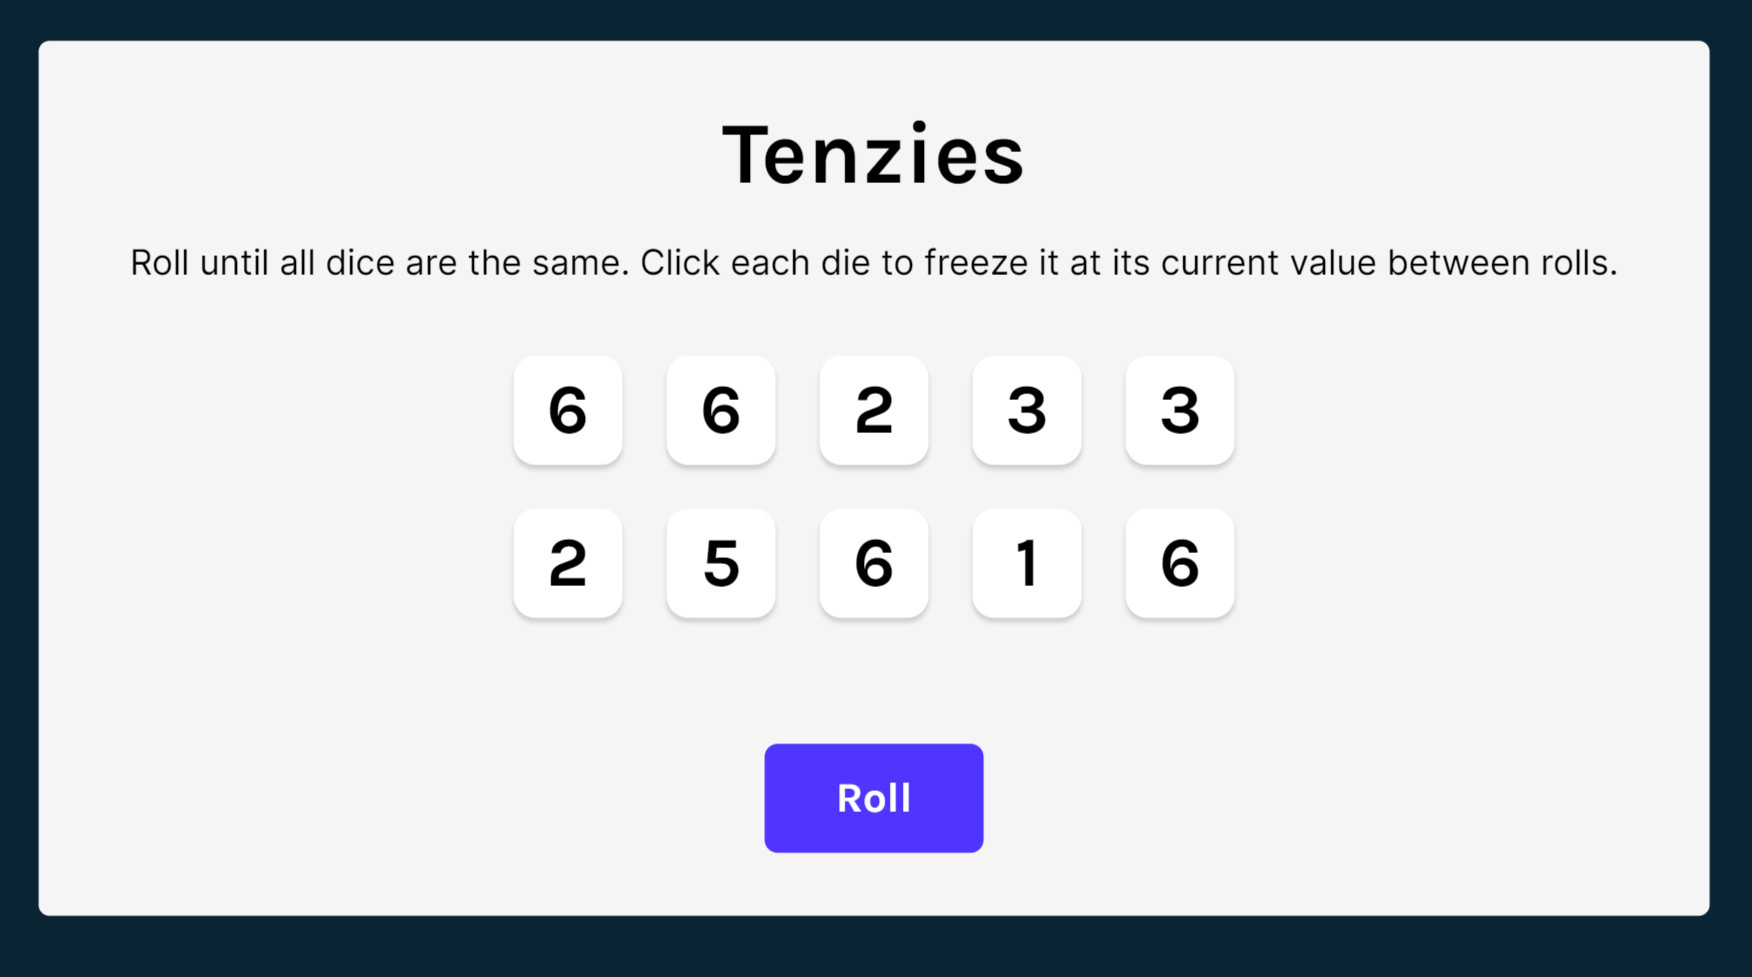 Tenzies
Roll until all dice are the same. Click each die to freeze it at its current value between rolls.
6 6 2 3 3
2 5 6 1 6
Roll